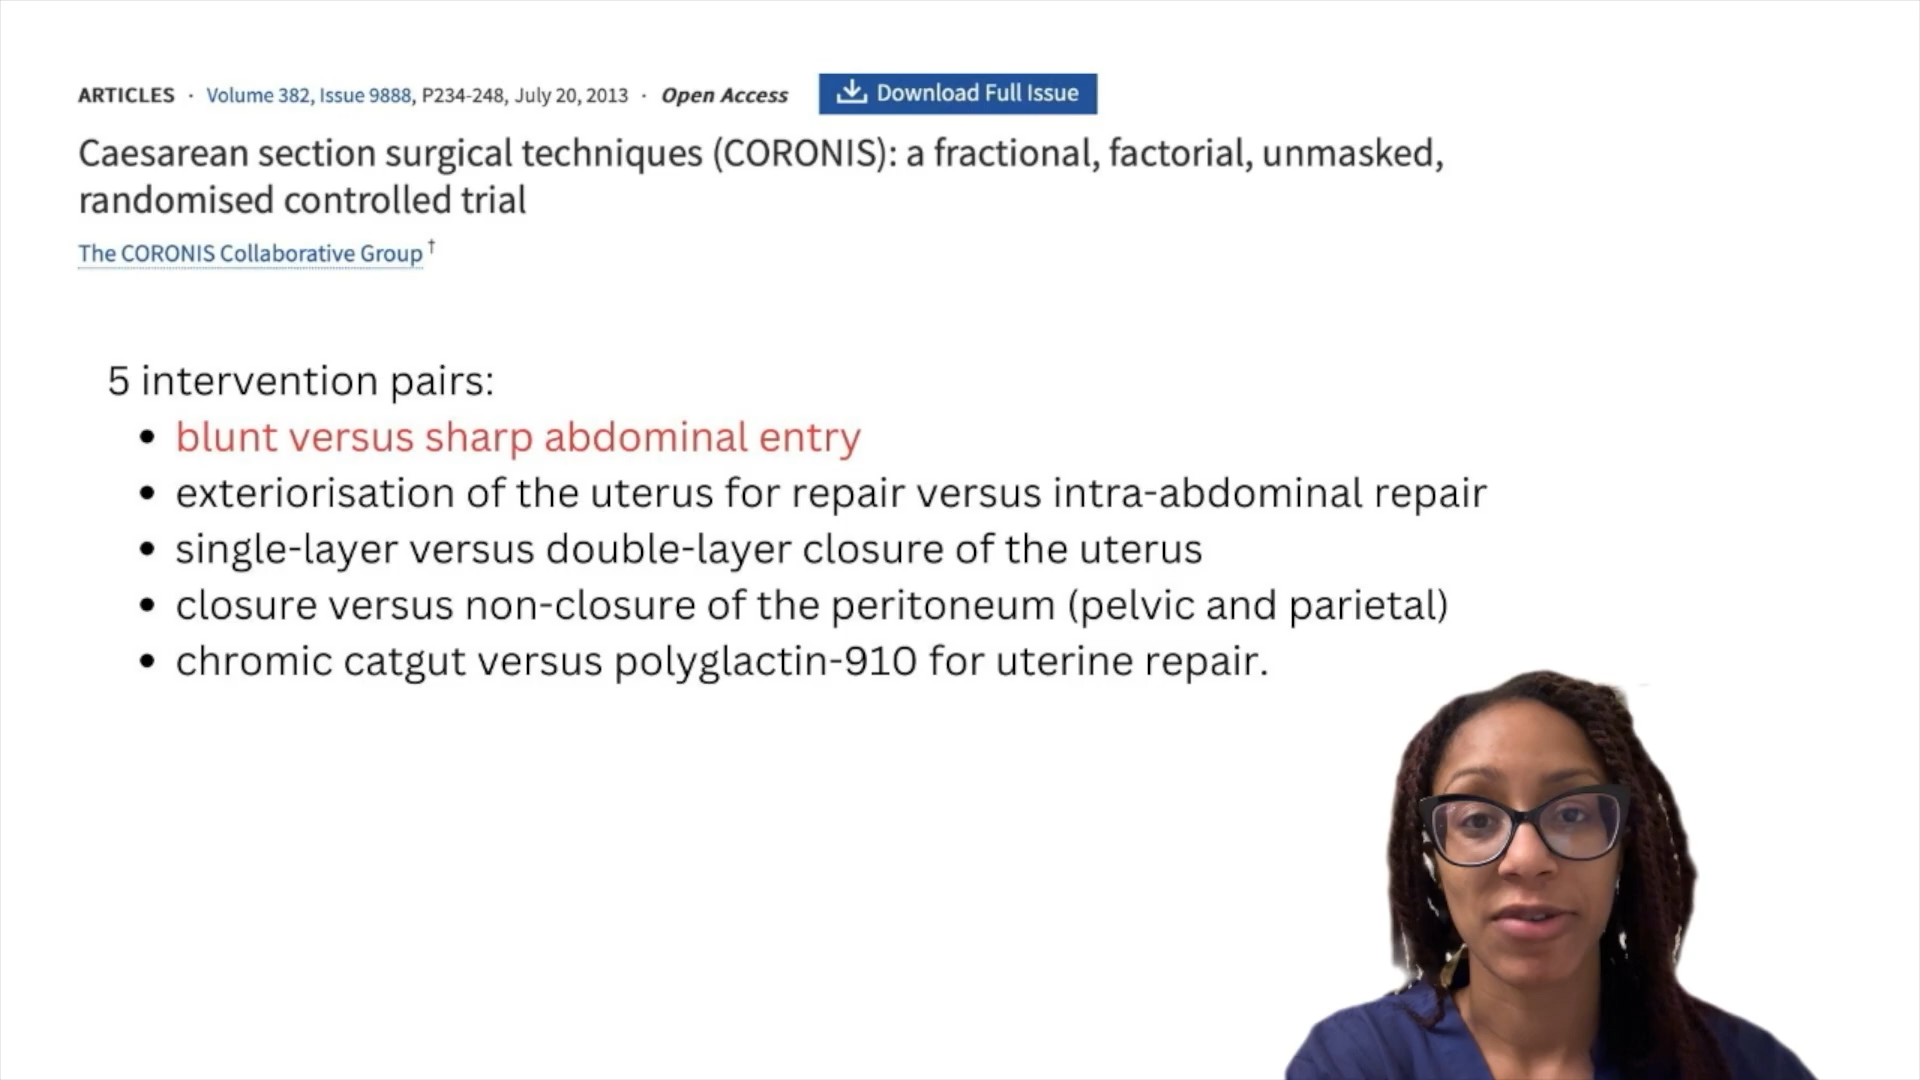 ARTICLES · Volume 382, Issue 9888, P234-248, July 20, 2013 · Open Access Download Full Issue
Caesarean section surgical techniques (CORONIS): a fractional, factorial, unmasked,
randomised controlled trial
The CORONIS Collaborative Group †
5 intervention pairs:
• blunt versus sharp abdominal entry
• exteriorisation of the uterus for repair versus intra-abdominal repair
• single-layer versus double-layer closure of the uterus
• closure versus non-closure of the peritoneum (pelvic and parietal)
• chromic catgut versus polyglactin-910 for uterine repair.